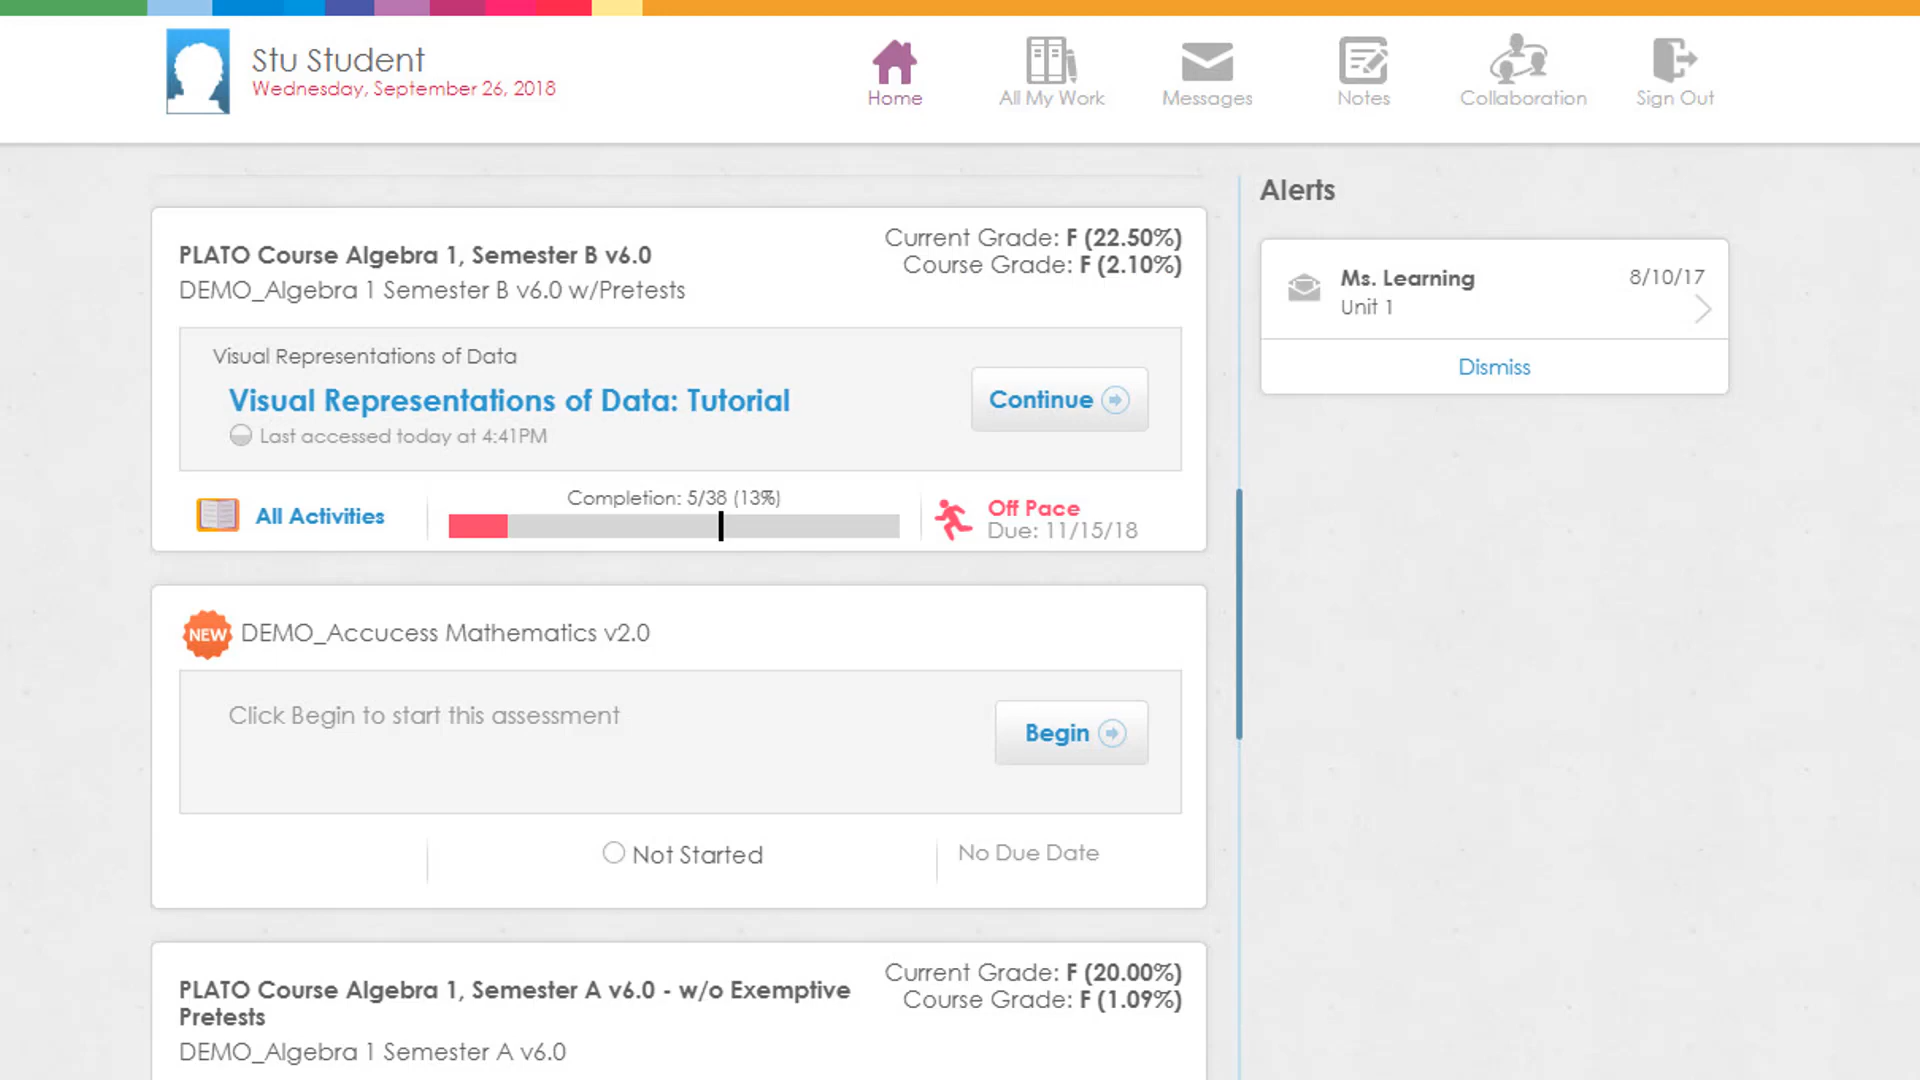 Stu Student
Wednesday, September 26, 2018
Home
All My Work
Messages
Notes
Collaboration
Sign Out
PLATO Course Algebra 1, Semester B v6.0
DEMO_Algebra 1 Semester B v6.0 w/Pretests
Current Grade: F (22.50%)
Course Grade: F (2.10%)
Visual Representations of Data
Visual Representations of Data: Tutorial
Last accessed today at 4:41PM
Continue
All Activities
Completion: 5/38 (13%)
Off Pace
Due: 11/15/18
NEW
DEMO_Accucess Mathematics v2.0
Click Begin to start this assessment
Begin
Not Started
No Due Date
PLATO Course Algebra 1, Semester A v6.0 - w/o Exemptive
Pretests
DEMO_Algebra 1 Semester A v6.0
Current Grade: F (20.00%)
Course Grade: F (1.09%)
Alerts
Ms. Learning
8/10/17
Unit 1
Dismiss